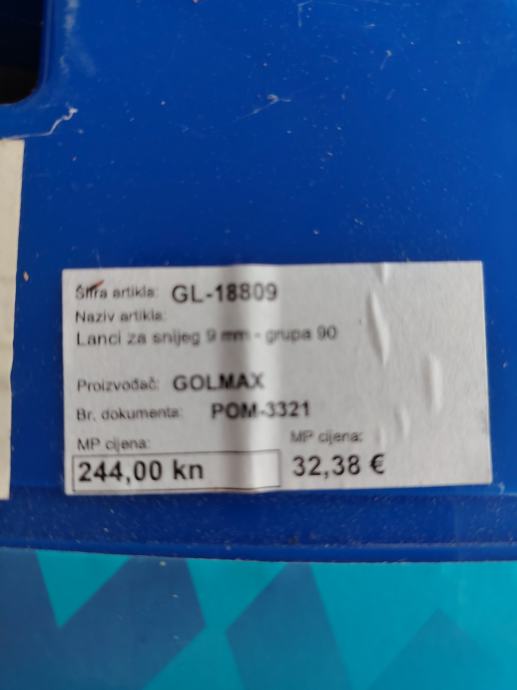 Šifra artikla: GL-18809
Naziv artikla:
Lanci za snijeg 9 mm - grupa 90
Proizvođač: GOLMAX
Br. dokumenta: POM-3321
MP cijena: MP cijena:
244,00 kn 32,38 €